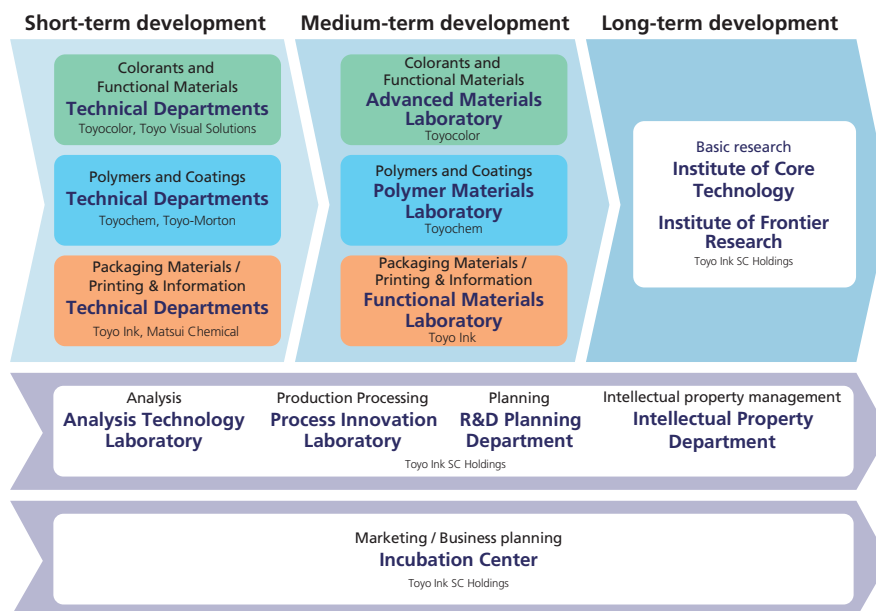 Short-term development
Medium-term development
Long-term development
Colorants and
Functional Materials
Technical Departments
Toyocolor, Toyo Visual Solutions
Polymers and Coatings
Technical Departments
Toyochem, Toyo-Morton
Packaging Materials /
Printing & Information
Technical Departments
Toyo Ink, Matsui Chemical
Colorants and
Functional Materials
Advanced Materials
Laboratory
Toyocolor
Polymers and Coatings
Polymer Materials
Laboratory
Toyochem
Packaging Materials /
Printing & Information
Functional Materials
Laboratory
Toyo Ink
Basic research
Institute of Core
Technology
Institute of Frontier
Research
Toyo Ink SC Holdings
Analysis
Analysis Technology
Laboratory
Production Processing
Process Innovation
Laboratory
Planning
R&D Planning
Department
Intellectual property management
Intellectual Property
Department
Toyo Ink SC Holdings
Marketing / Business planning
Incubation Center
Toyo Ink SC Holdings